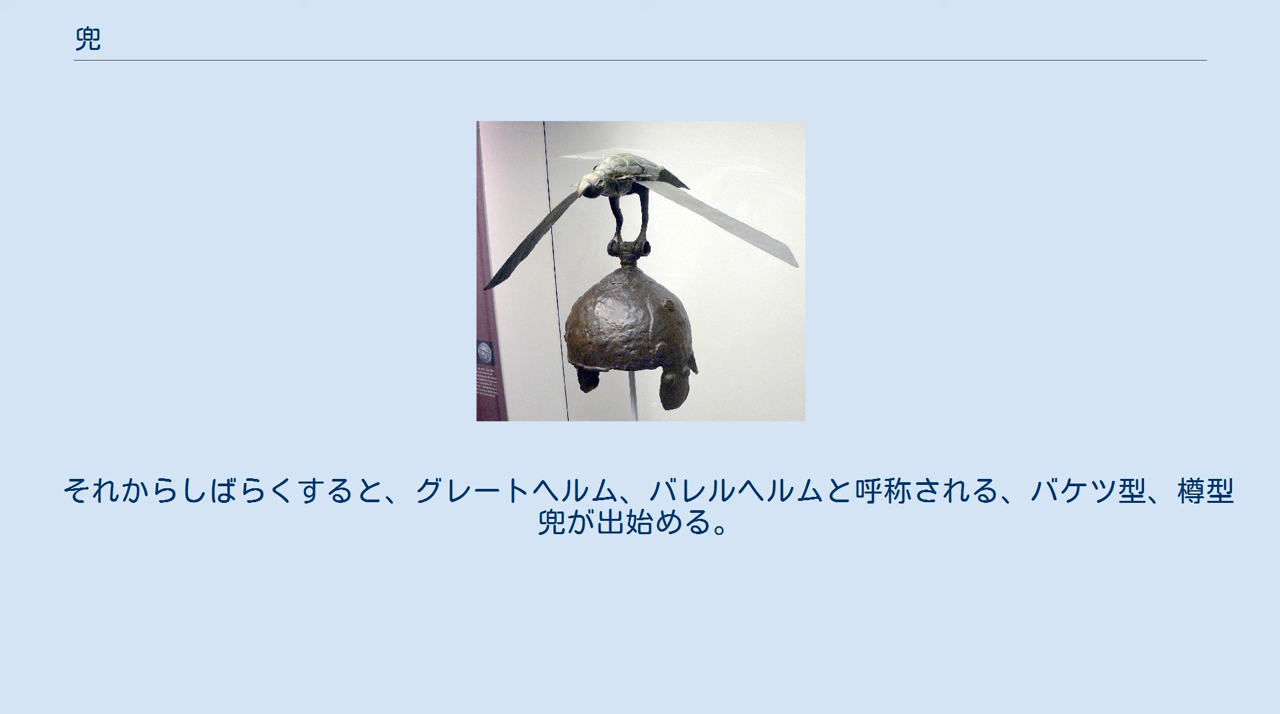 兜
それからしばらくすると、グレートヘルム、バレルヘルムと呼称される、バケツ型、樽型
兜が出始める。